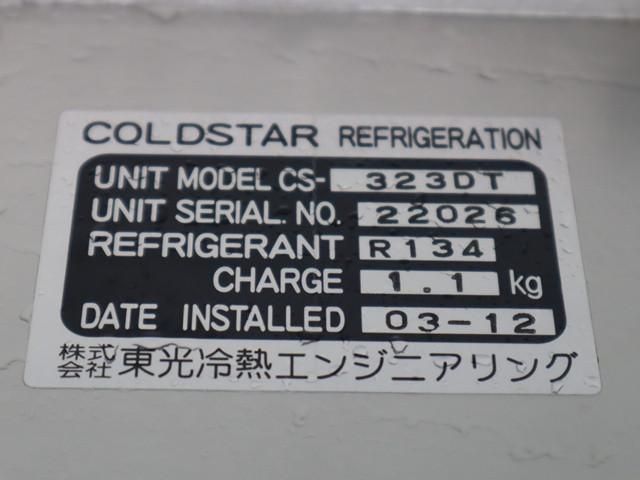 COLDSTAR REFRIGERATION
UNIT MODEL CS- 323DT
UNIT SERIAL. NO. 22026
REFRIGERANT R134
CHARGE 1.1 kg
DATE INSTALLED 03-12
株式会社 東光冷熱エンジニアリング